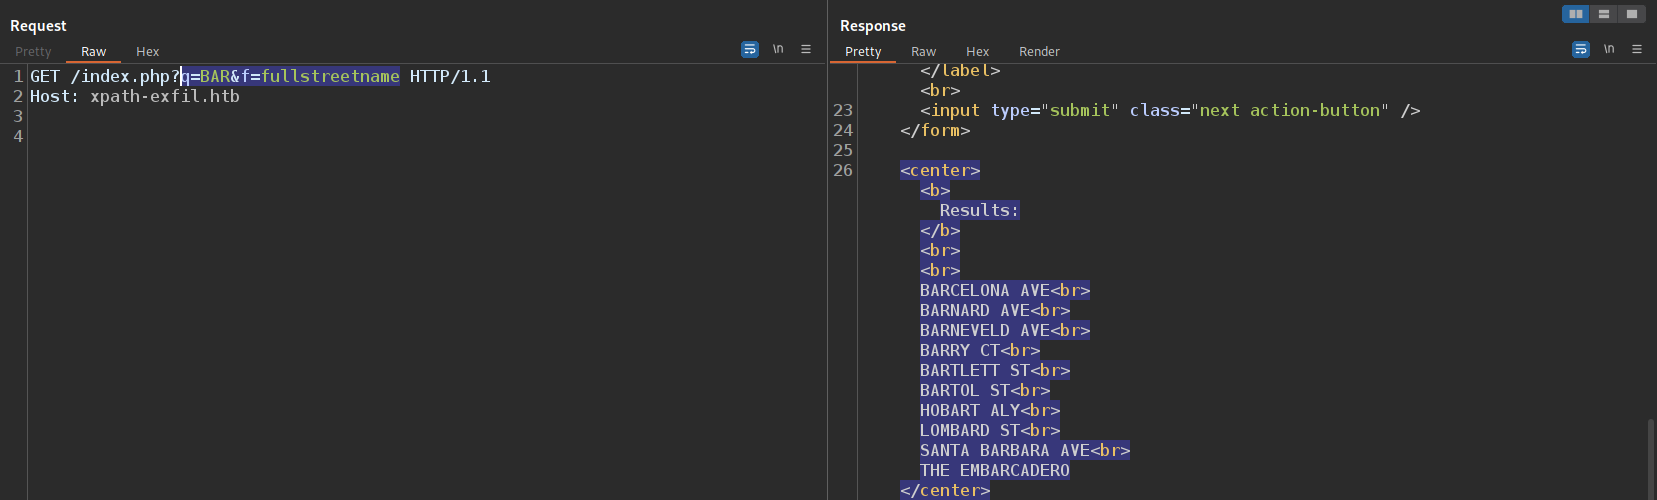 Request
Pretty Raw Hex
\n
1 GET /index.php?q=BAR&f=fullstreetname HTTP/1.1
2 Host: xpath-exfil.htb
3
4
Response
Pretty Raw Hex Render
\n
</label>
<br>
23 <input type="submit" class="next action-button" />
24 </form>
25
26 <center>
<b>
Results:
</b>
<br>
<br>
BARCELONA AVE<br>
BARNARD AVE<br>
BARNEVELD AVE<br>
BARRY CT<br>
BARTLETT ST<br>
BARTOL ST<br>
HOBART ALY<br>
LOMBARD ST<br>
SANTA BARBARA AVE<br>
THE EMBARCADERO
</center>